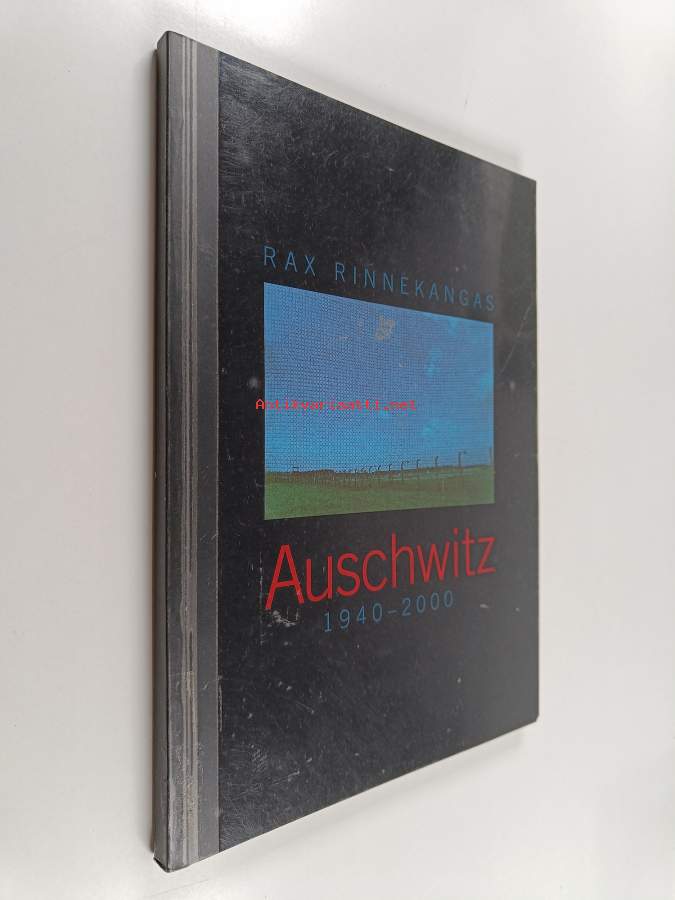 RAX RINNEKANGAS
Antikvariaatti.net
Auschwitz
1940–2000